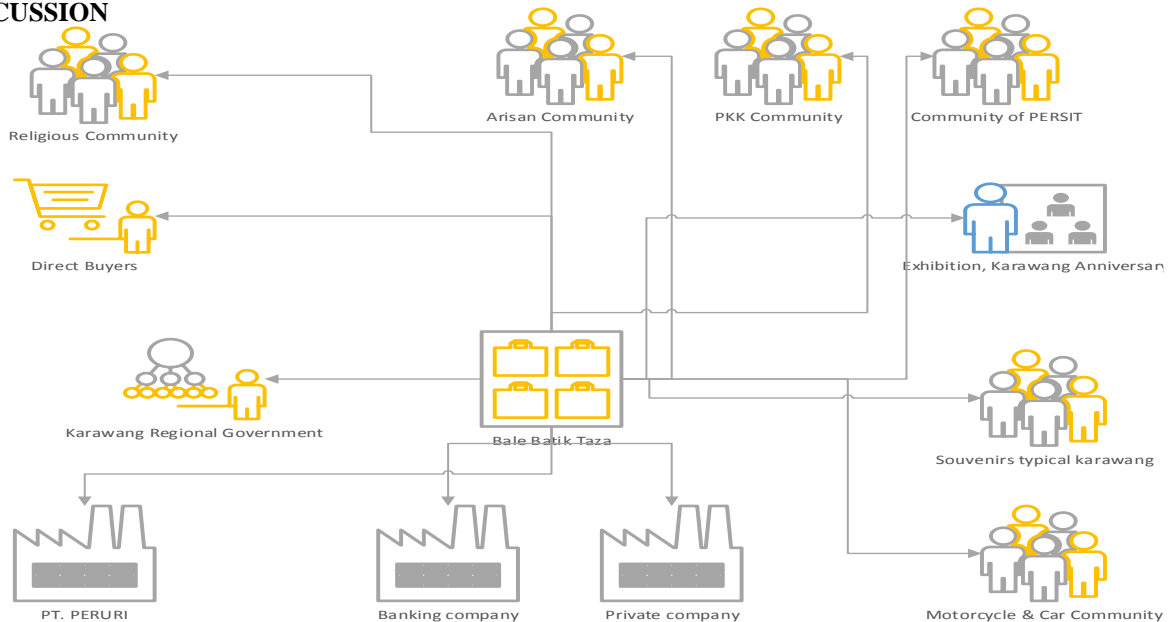 CUSSION
Religious Community
Arisan Community
PKK Community
Community of PERSIT
Direct Buyers
Exhibition, Karawang Anniversary
Karawang Regional Government
Bale Batik Taza
Souvenirs typical karawang
PT. PERURI
Banking company
Private company
Motorcycle & Car Community